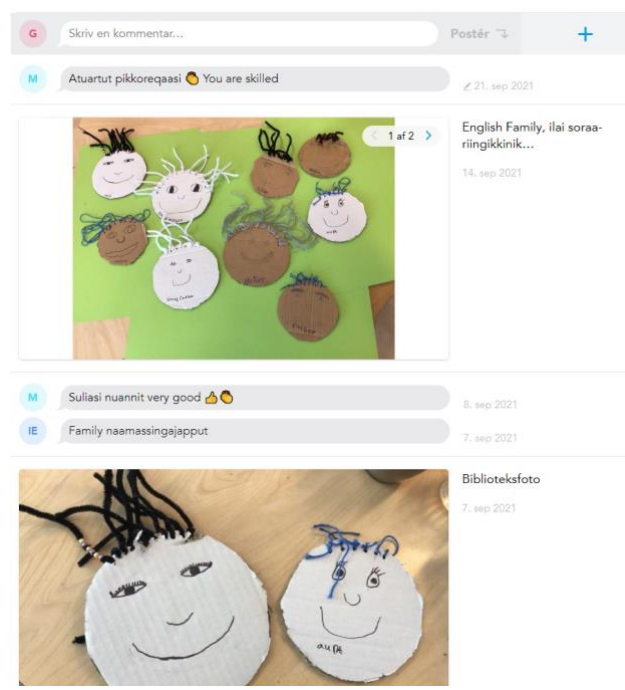 G
Skriv en kommentar...
Postér
+
M
Atuartut pikkoreqaasi 👏 You are skilled
21. sep 2021
1 af 2
English Family, ilai soraa-
riingikkinik...
14. sep 2021
M
Suliasi nuannit very good 👍👏
8. sep 2021
IE
Family naamassingajapput
7. sep 2021
Biblioteksfoto
7. sep 2021
aunt